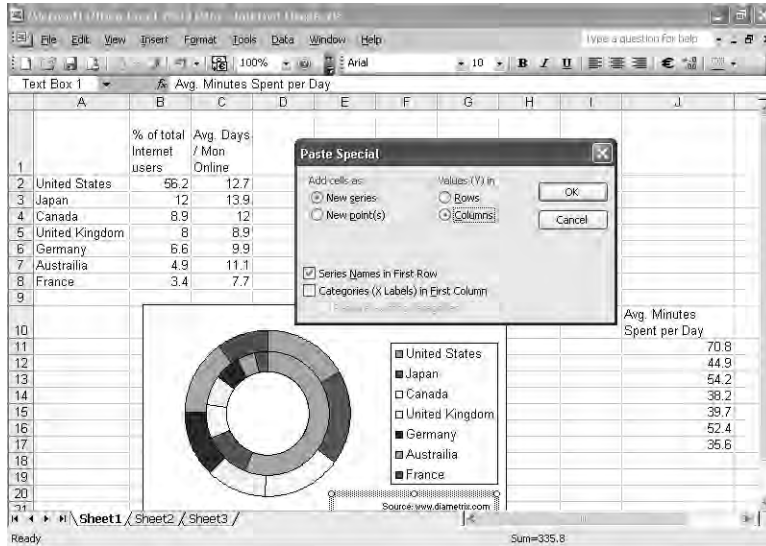 File Edit View Insert Format Tools Data Window Help Type a question for help
100% Arial 10 B I U €
Text Box 1 fx Avg. Minutes Spent per Day
A B C D E F G H I J
1 % of total Internet users Avg. Days / Mon Online
2 United States 56.2 12.7
3 Japan 12 13.9
4 Canada 8.9 12
5 United Kingdom 8 8.9
6 Germany 6.6 9.9
7 Austrailia 4.9 11.1
8 France 3.4 7.7
9
Paste Special
Add cells as: Values (Y) in
New series Rows OK
New point(s) Columns Cancel
Series Names in First Row
Categories (X Labels) in First Column
10 Avg. Minutes Spent per Day
11 70.8
12 44.9
13 54.2
14 38.2
15 39.7
16 52.4
17 35.6
18
19
20
21
United States
Japan
Canada
United Kingdom
Germany
Austrailia
France
Source: www.diametrix.com
Sheet1 / Sheet2 / Sheet3 /
Ready Sum=335.8